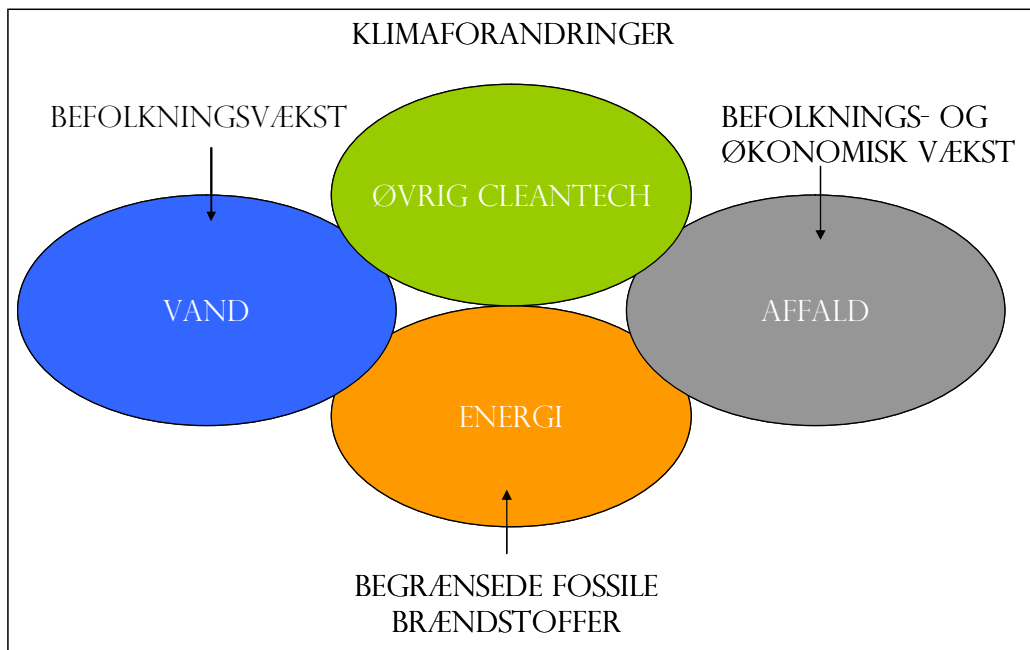 KLIMAFORANDRINGER
BEFOLKNINGSVÆKST
BEFOLKNINGS- OG
ØKONOMISK VÆKST
ØVRIG CLEANTECH
VAND
AFFALD
ENERGI
BEGRÆNSEDE FOSSILE
BRÆNDSTOFFER